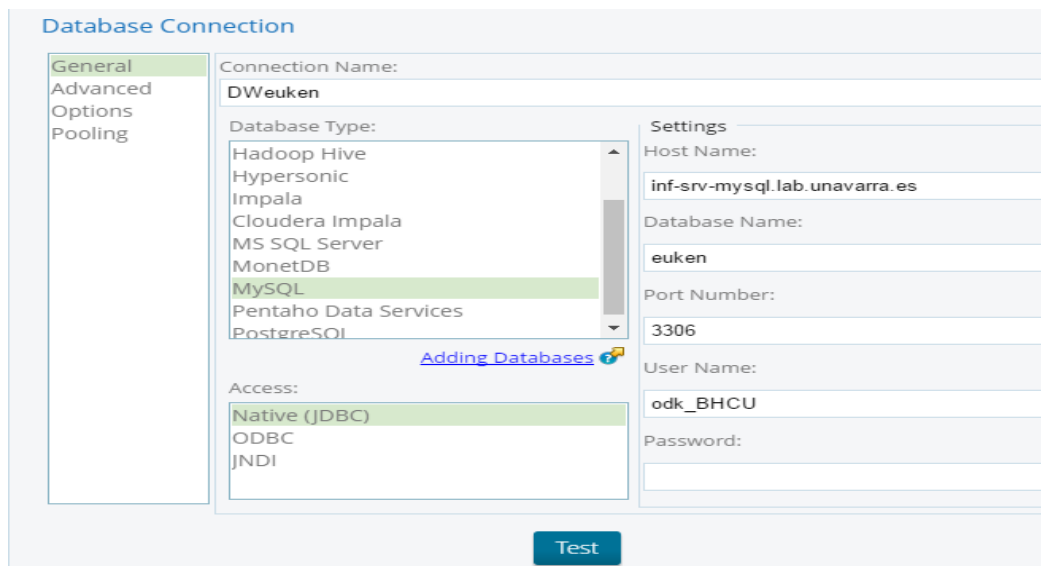 Database Connection
General
Advanced
Options
Pooling
Connection Name:
DWeuken
Database Type:
Hadoop Hive
Hypersonic
Impala
Cloudera Impala
MS SQL Server
MonetDB
MySQL
Pentaho Data Services
PostgreSQL
Adding Databases
Access:
Native (JDBC)
ODBC
JNDI
Settings
Host Name:
inf-srv-mysql.lab.unavarra.es
Database Name:
euken
Port Number:
3306
User Name:
odk_BHCU
Password:
Test